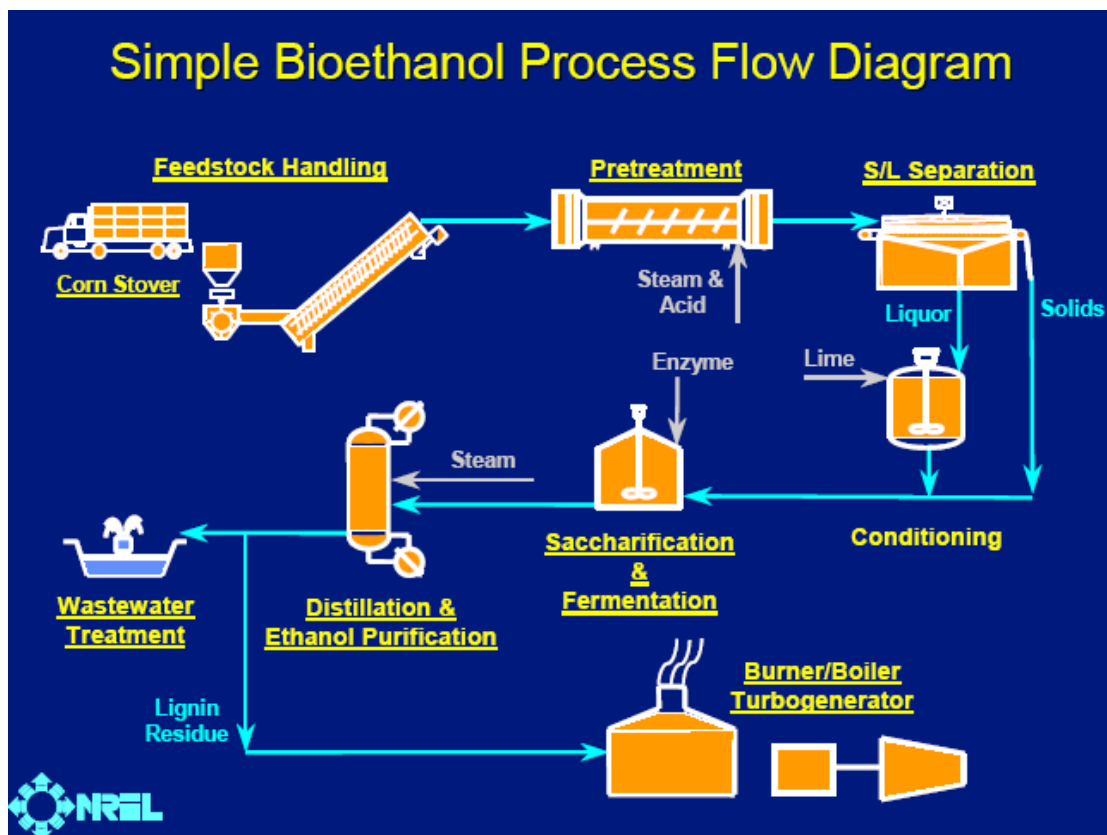 Simple Bioethanol Process Flow Diagram
Feedstock Handling
Pretreatment
S/L Separation
Corn Stover
Steam &
Acid
Liquor
Solids
Enzyme
Lime
Steam
Conditioning
Saccharification
&
Fermentation
Distillation &
Ethanol Purification
Wastewater
Treatment
Lignin
Residue
Burner/Boiler
Turbogenerator
NREL